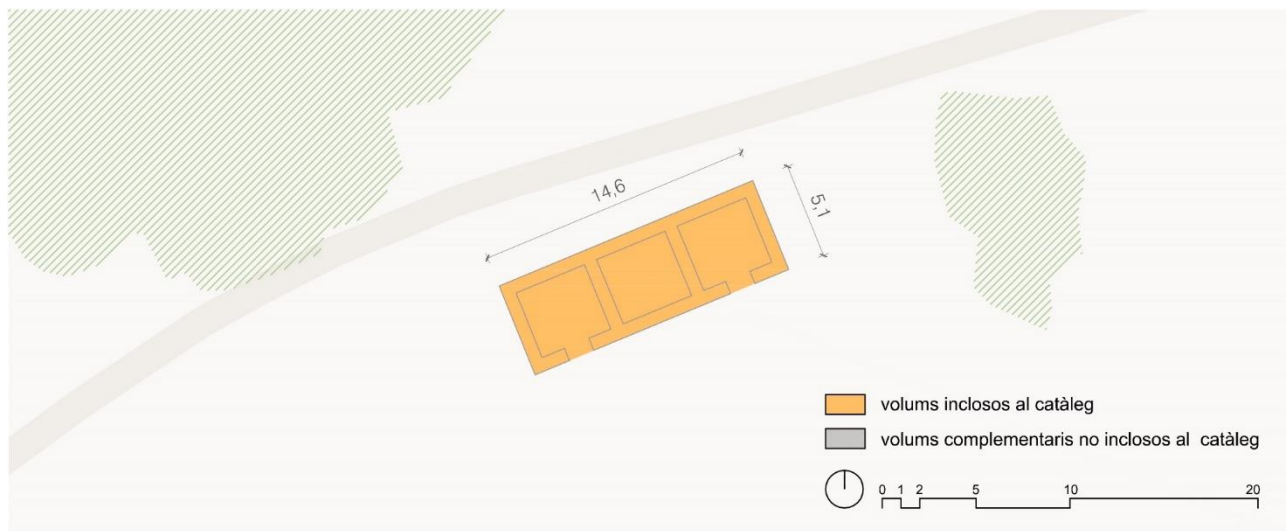 14,6
5,1
volums inclosos al catàleg
volums complementaris no inclosos al catàleg
0 1 2 5 10 20